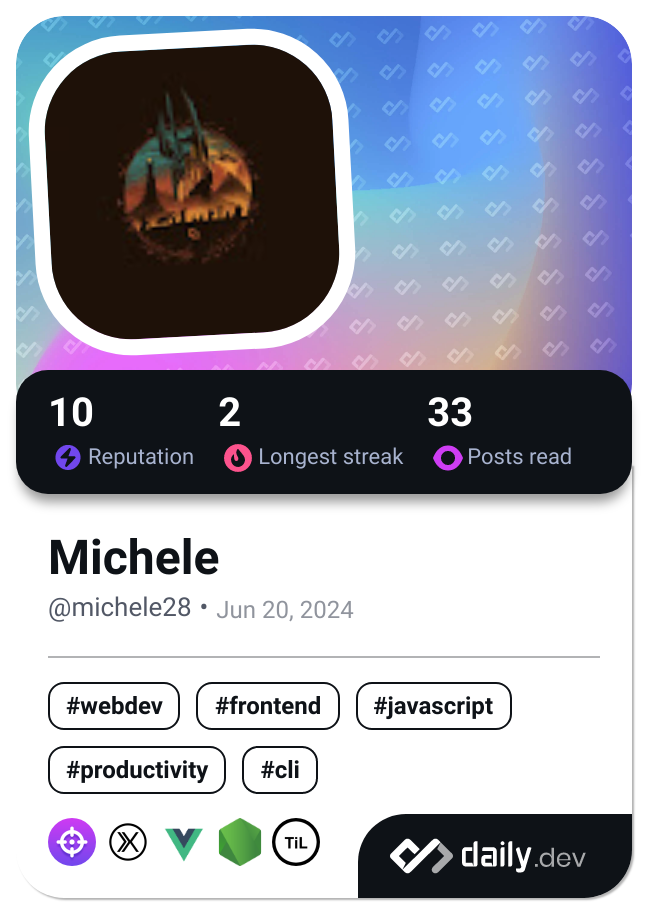 10 2 33
Reputation Longest streak Posts read
Michele
@michele28 • Jun 20, 2024
#webdev #frontend #javascript
#productivity #cli
TiL
daily.dev